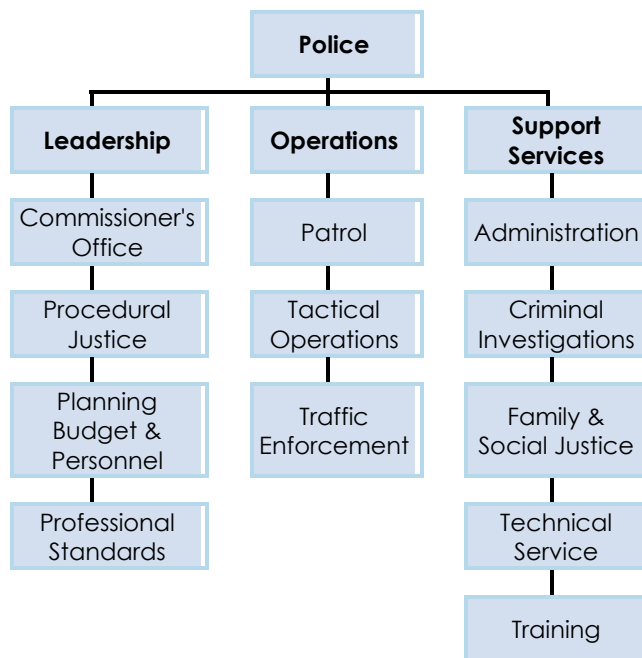 Police
Leadership
Commissioner's
Office
Procedural
Justice
Planning
Budget &
Personnel
Professional
Standards
Operations
Patrol
Tactical
Operations
Traffic
Enforcement
Support
Services
Administration
Criminal
Investigations
Family &
Social Justice
Technical
Service
Training